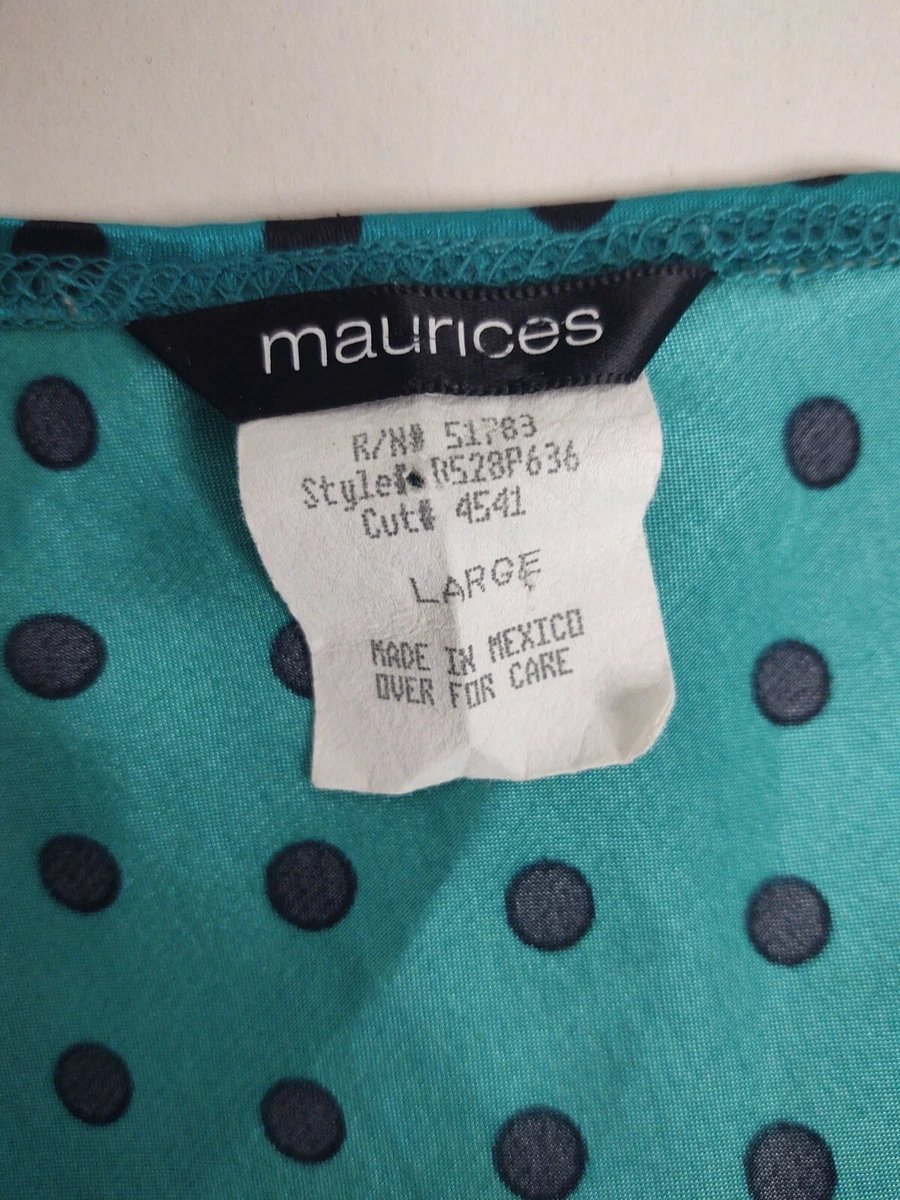 maurices
R/N# 51783
Style# R528P636
Cut# 4541
LARGE
MADE IN MEXICO
OVER FOR CARE